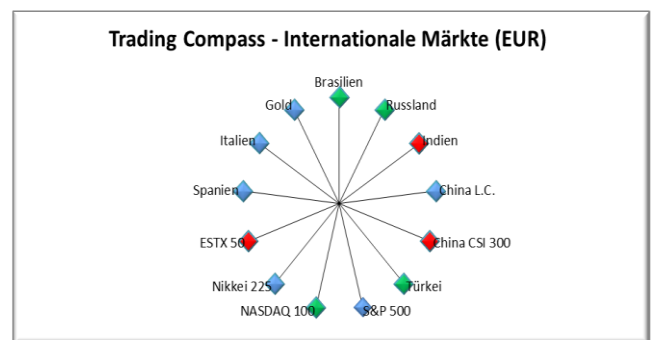 Trading Compass - Internationale Märkte (EUR)
Brasilien
Gold
Russland
Italien
Indien
Spanien
China L.C.
ESTX 50
China CSI 300
Nikkei 225
Türkei
NASDAQ 100
S&P 500